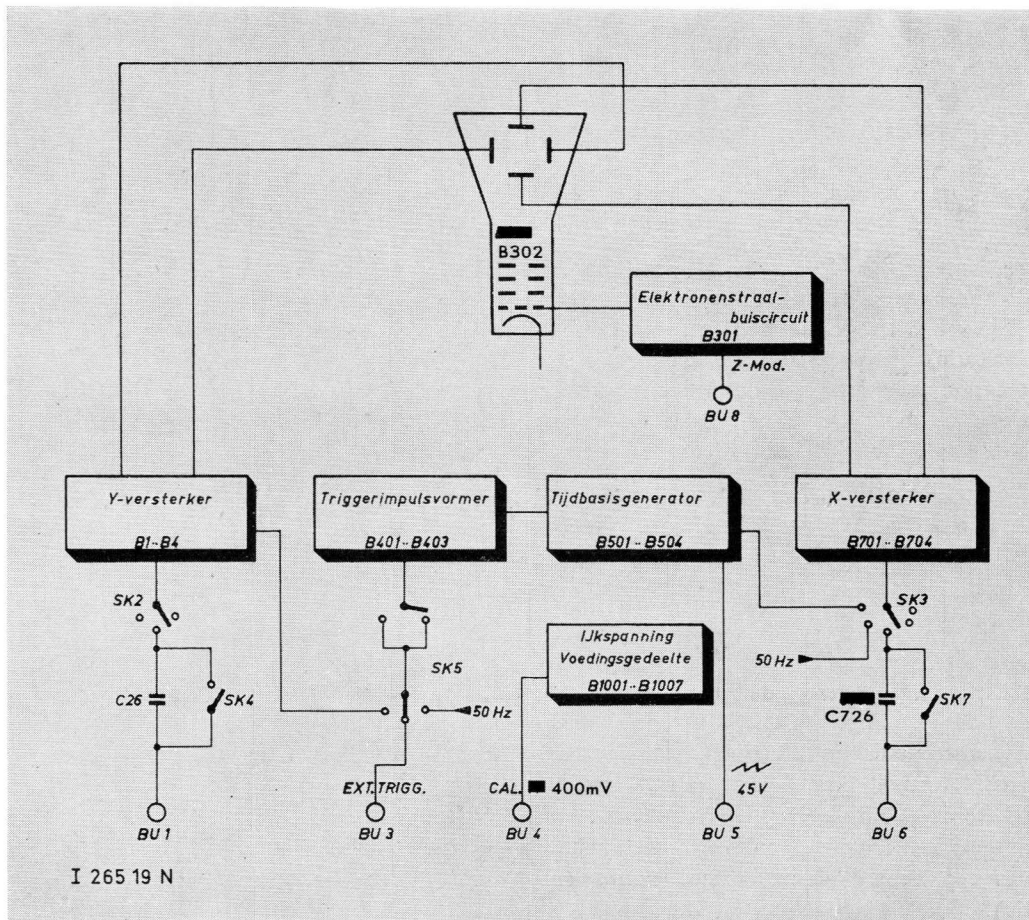 B302
Elektronenstraal-
buiscircuit
B301
Z-Mod.
BU 8
Y-versterker
B1--B4
Triggerimpulsvormer
B401--B403
Tijdbasisgenerator
B501--B504
X-versterker
B701--B704
SK2
SK3
IJkspanning
Voedingsgedeelte
B1001--B1007
SK5
50 Hz
C26
SK4
50 Hz
C726
SK7
EXT.TRIGG.
CAL. 400mV
45V
BU 1
BU 3
BU 4
BU 5
BU 6
I 265 19 N